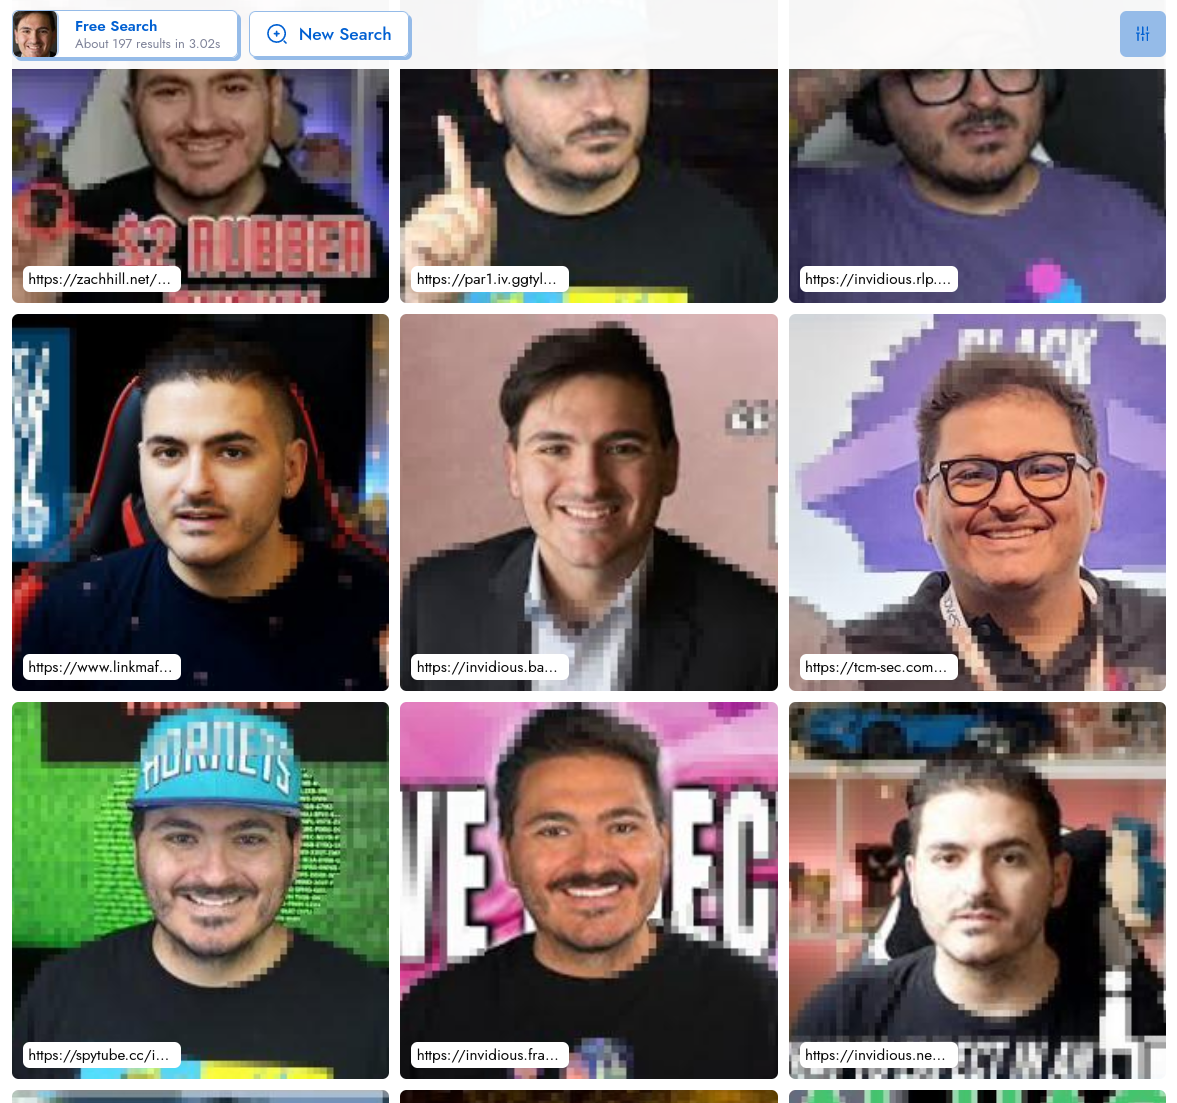 Free Search
About 197 results in 3.02s
New Search
$2 RUBBER
https://zachhill.net/...
https://par1.iv.ggtyl...
https://invidious.rlp....
BLACK
https://www.linkmaf...
https://invidious.ba...
https://tcm-sec.com...
HORNETS
https://spytube.cc/i...
https://invidious.fra...
https://invidious.ne...